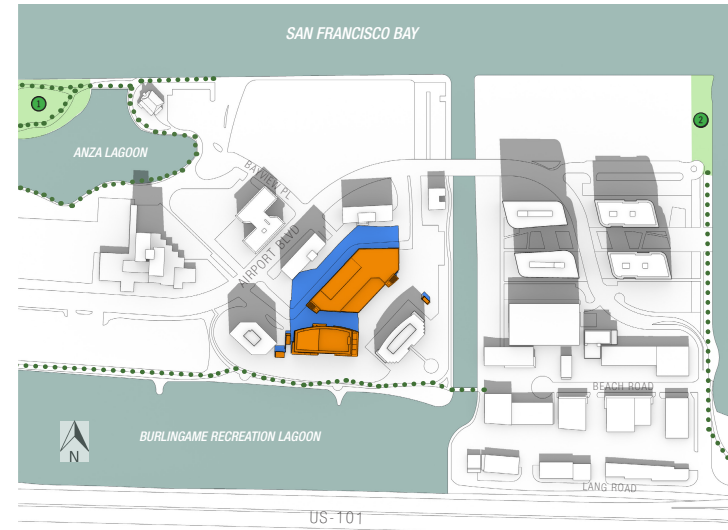 SAN FRANCISCO BAY
1
2
ANZA LAGOON
BAYVIEW PL
AIRPORT BLVD
BEACH ROAD
BURLINGAME RECREATION LAGOON
N
LANG ROAD
US-101